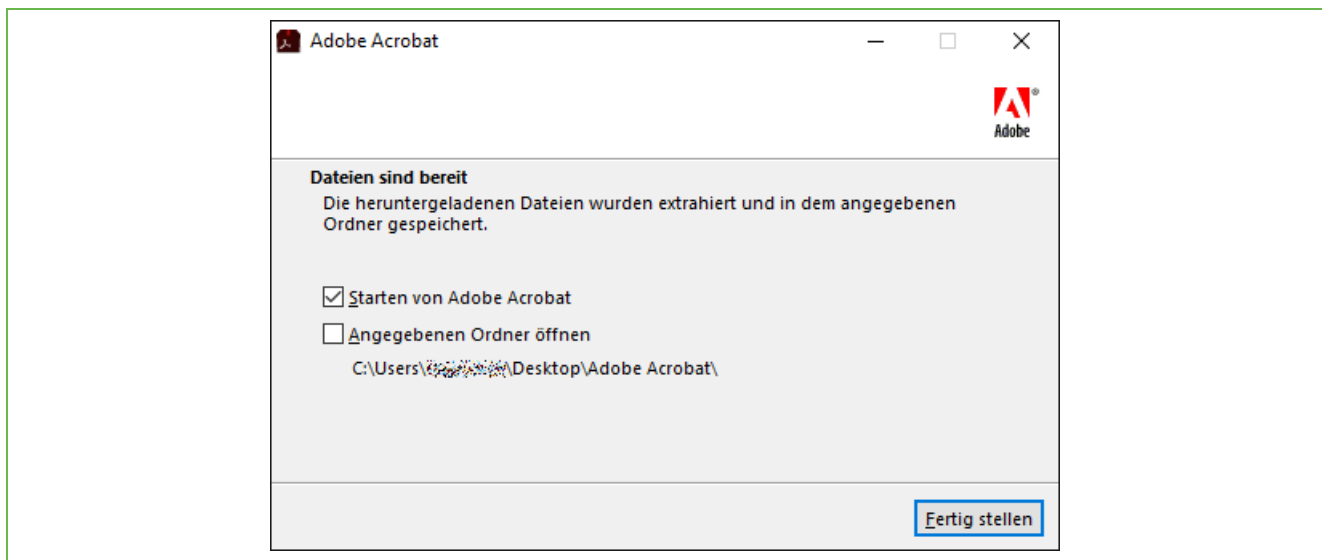 Adobe Acrobat
Adobe
Dateien sind bereit
Die heruntergeladenen Dateien wurden extrahiert und in dem angegebenen
Ordner gespeichert.
Starten von Adobe Acrobat
Angegebenen Ordner öffnen
C:\Users\ \Desktop\Adobe Acrobat\
Fertig stellen